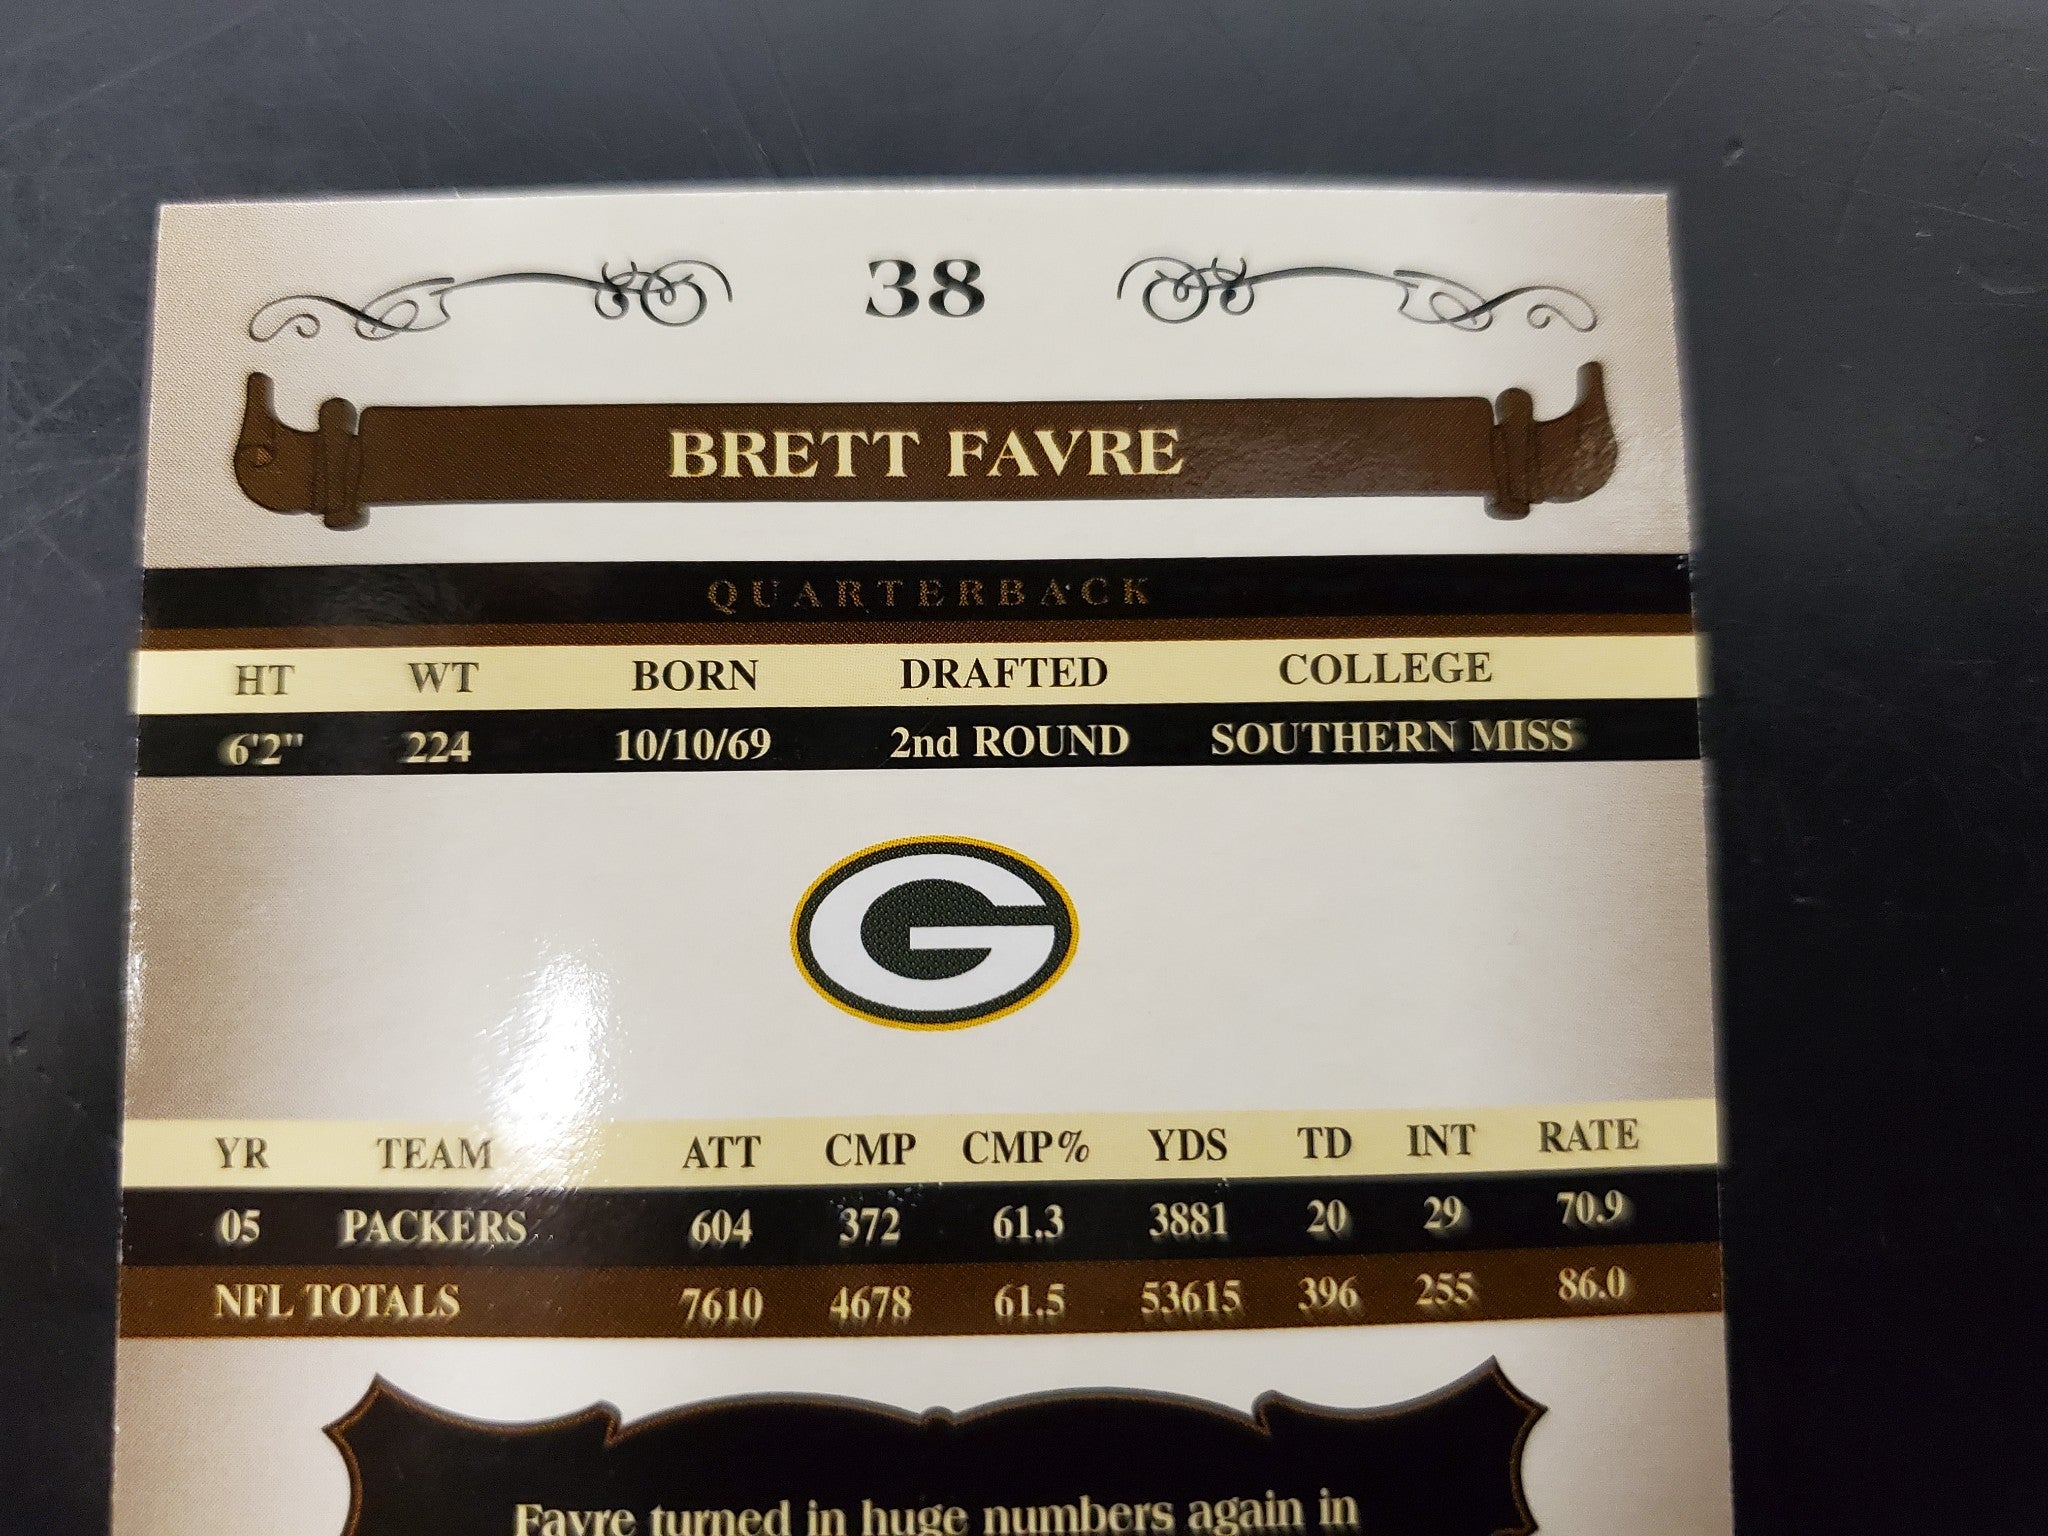 38
BRETT FAVRE
QUARTERBACK
HT WT BORN DRAFTED COLLEGE
6'2" 224 10/10/69 2nd ROUND SOUTHERN MISS
G
YR TEAM ATT CMP CMP% YDS TD INT RATE
05 PACKERS 604 372 61.3 3881 20 29 70.9
NFL TOTALS 7610 4678 61.5 53615 396 255 86.0
Favre turned in huge numbers again in